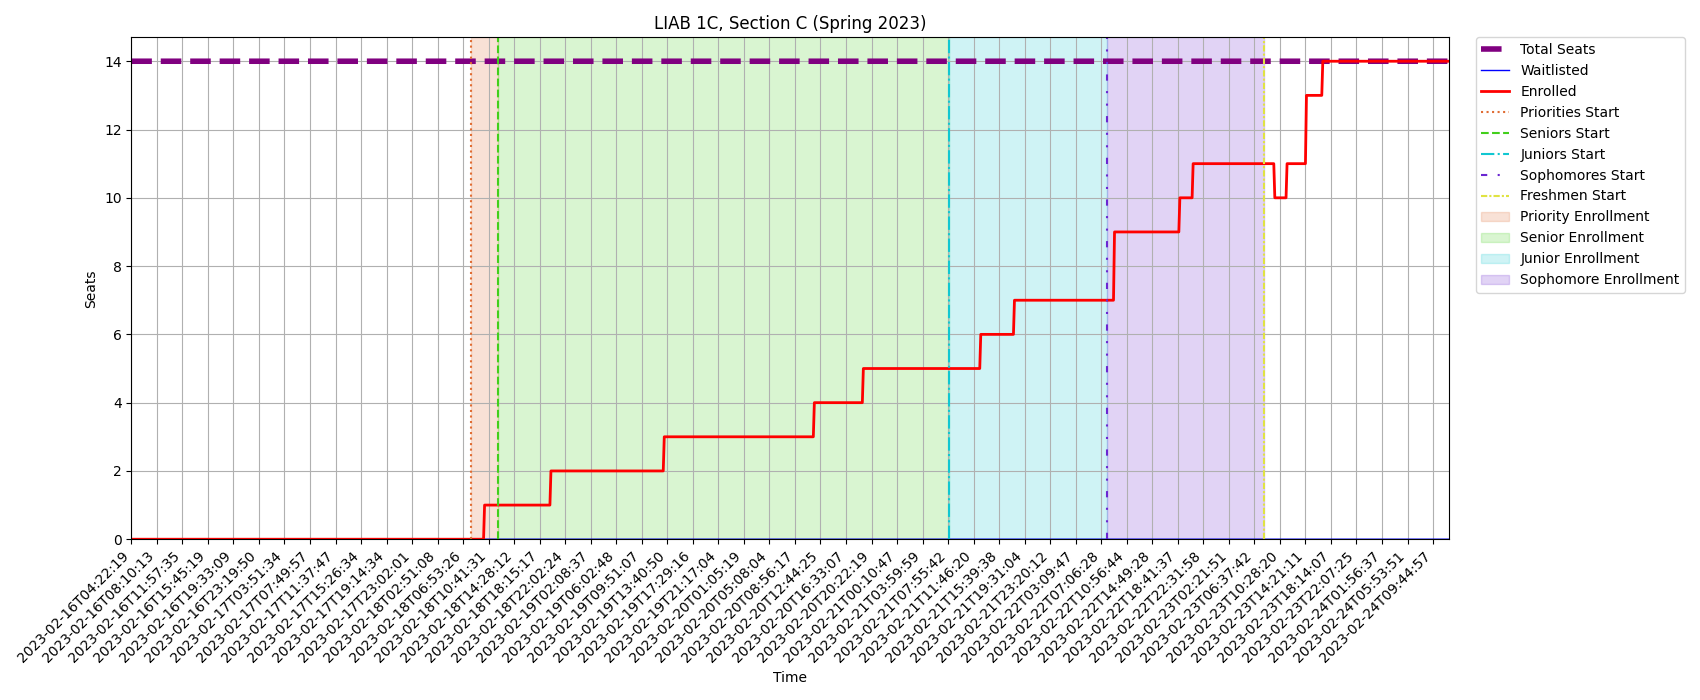 LIAB 1C, Section C (Spring 2023)
14
12
10
8
6
4
2
0
Seats
2023-02-16T04:22:19
2023-02-16T08:10:13
2023-02-16T11:57:35
2023-02-16T15:45:19
2023-02-16T19:33:09
2023-02-16T23:19:50
2023-02-17T03:51:34
2023-02-17T07:49:57
2023-02-17T11:37:47
2023-02-17T15:26:34
2023-02-17T19:14:34
2023-02-17T23:02:01
2023-02-18T02:51:08
2023-02-18T06:53:26
2023-02-18T10:41:31
2023-02-18T14:28:12
2023-02-18T18:15:17
2023-02-18T22:02:24
2023-02-19T02:08:37
2023-02-19T06:02:48
2023-02-19T09:51:07
2023-02-19T13:40:50
2023-02-19T17:29:16
2023-02-19T21:17:04
2023-02-20T01:05:19
2023-02-20T05:08:04
2023-02-20T08:56:17
2023-02-20T12:44:25
2023-02-20T16:33:07
2023-02-20T20:22:19
2023-02-21T00:10:47
2023-02-21T03:59:59
2023-02-21T07:55:42
2023-02-21T11:46:20
2023-02-21T15:39:38
2023-02-21T19:31:04
2023-02-21T23:20:12
2023-02-22T03:09:47
2023-02-22T07:06:28
2023-02-22T10:56:44
2023-02-22T14:49:28
2023-02-22T18:41:37
2023-02-22T22:31:58
2023-02-23T02:21:51
2023-02-23T06:37:42
2023-02-23T10:28:20
2023-02-23T14:21:11
2023-02-23T18:14:07
2023-02-23T22:07:25
2023-02-24T01:56:37
2023-02-24T05:53:51
2023-02-24T09:44:57
Time
Total Seats
Waitlisted
Enrolled
Priorities Start
Seniors Start
Juniors Start
Sophomores Start
Freshmen Start
Priority Enrollment
Senior Enrollment
Junior Enrollment
Sophomore Enrollment